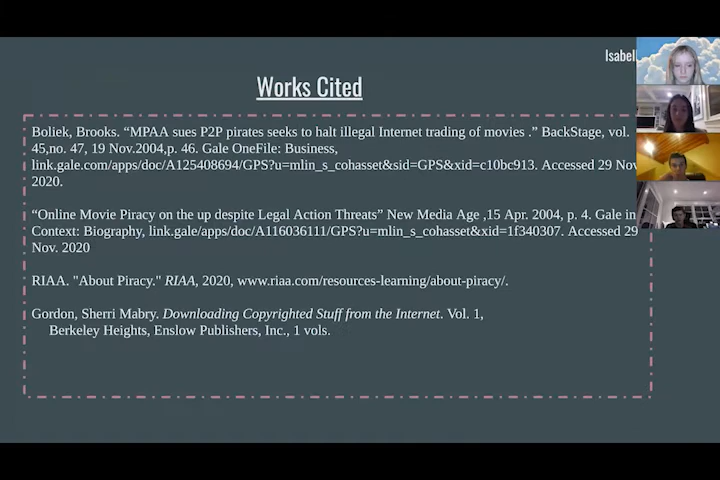 Isabel
Works Cited
Boliek, Brooks. “MPAA sues P2P pirates seeks to halt illegal Internet trading of movies .” BackStage, vol.
45,no. 47, 19 Nov.2004,p. 46. Gale OneFile: Business,
link.gale.com/apps/doc/A125408694/GPS?u=mlin_s_cohasset&sid=GPS&xid=c10bc913. Accessed 29 Nov
2020.
“Online Movie Piracy on the up despite Legal Action Threats” New Media Age ,15 Apr. 2004, p. 4. Gale in
Context: Biography, link.gale/apps/doc/A116036111/GPS?u=mlin_s_cohasset&xid=1f340307. Accessed 29
Nov. 2020
RIAA. "About Piracy." RIAA, 2020, www.riaa.com/resources-learning/about-piracy/.
Gordon, Sherri Mabry. Downloading Copyrighted Stuff from the Internet. Vol. 1,
Berkeley Heights, Enslow Publishers, Inc., 1 vols.